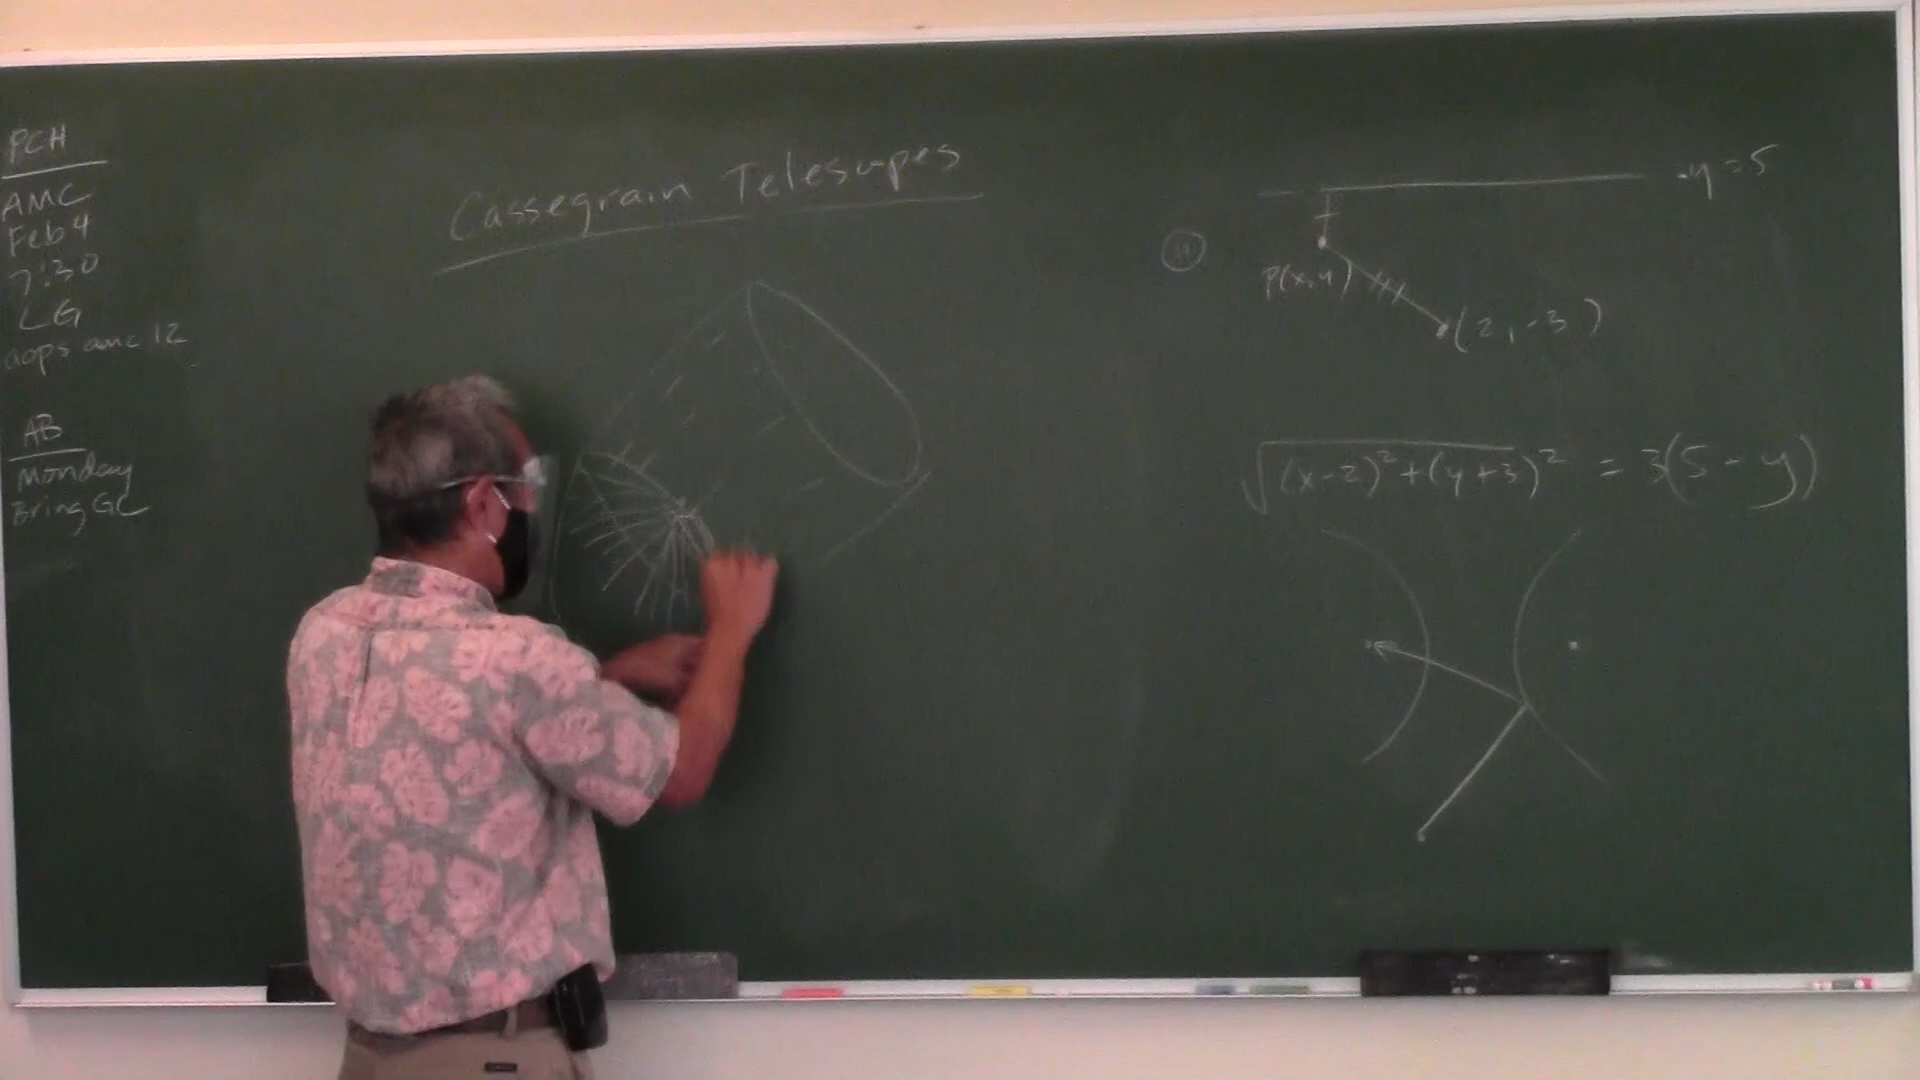 PCH
AMC
Feb 4
7:30
LG
aops amc 12
AB
Monday
Bring GC
Cassegrain Telescopes
y = 5
P(x,y)
(2, -3)
√(x-2)²+(y+3)² = 3(5-y)